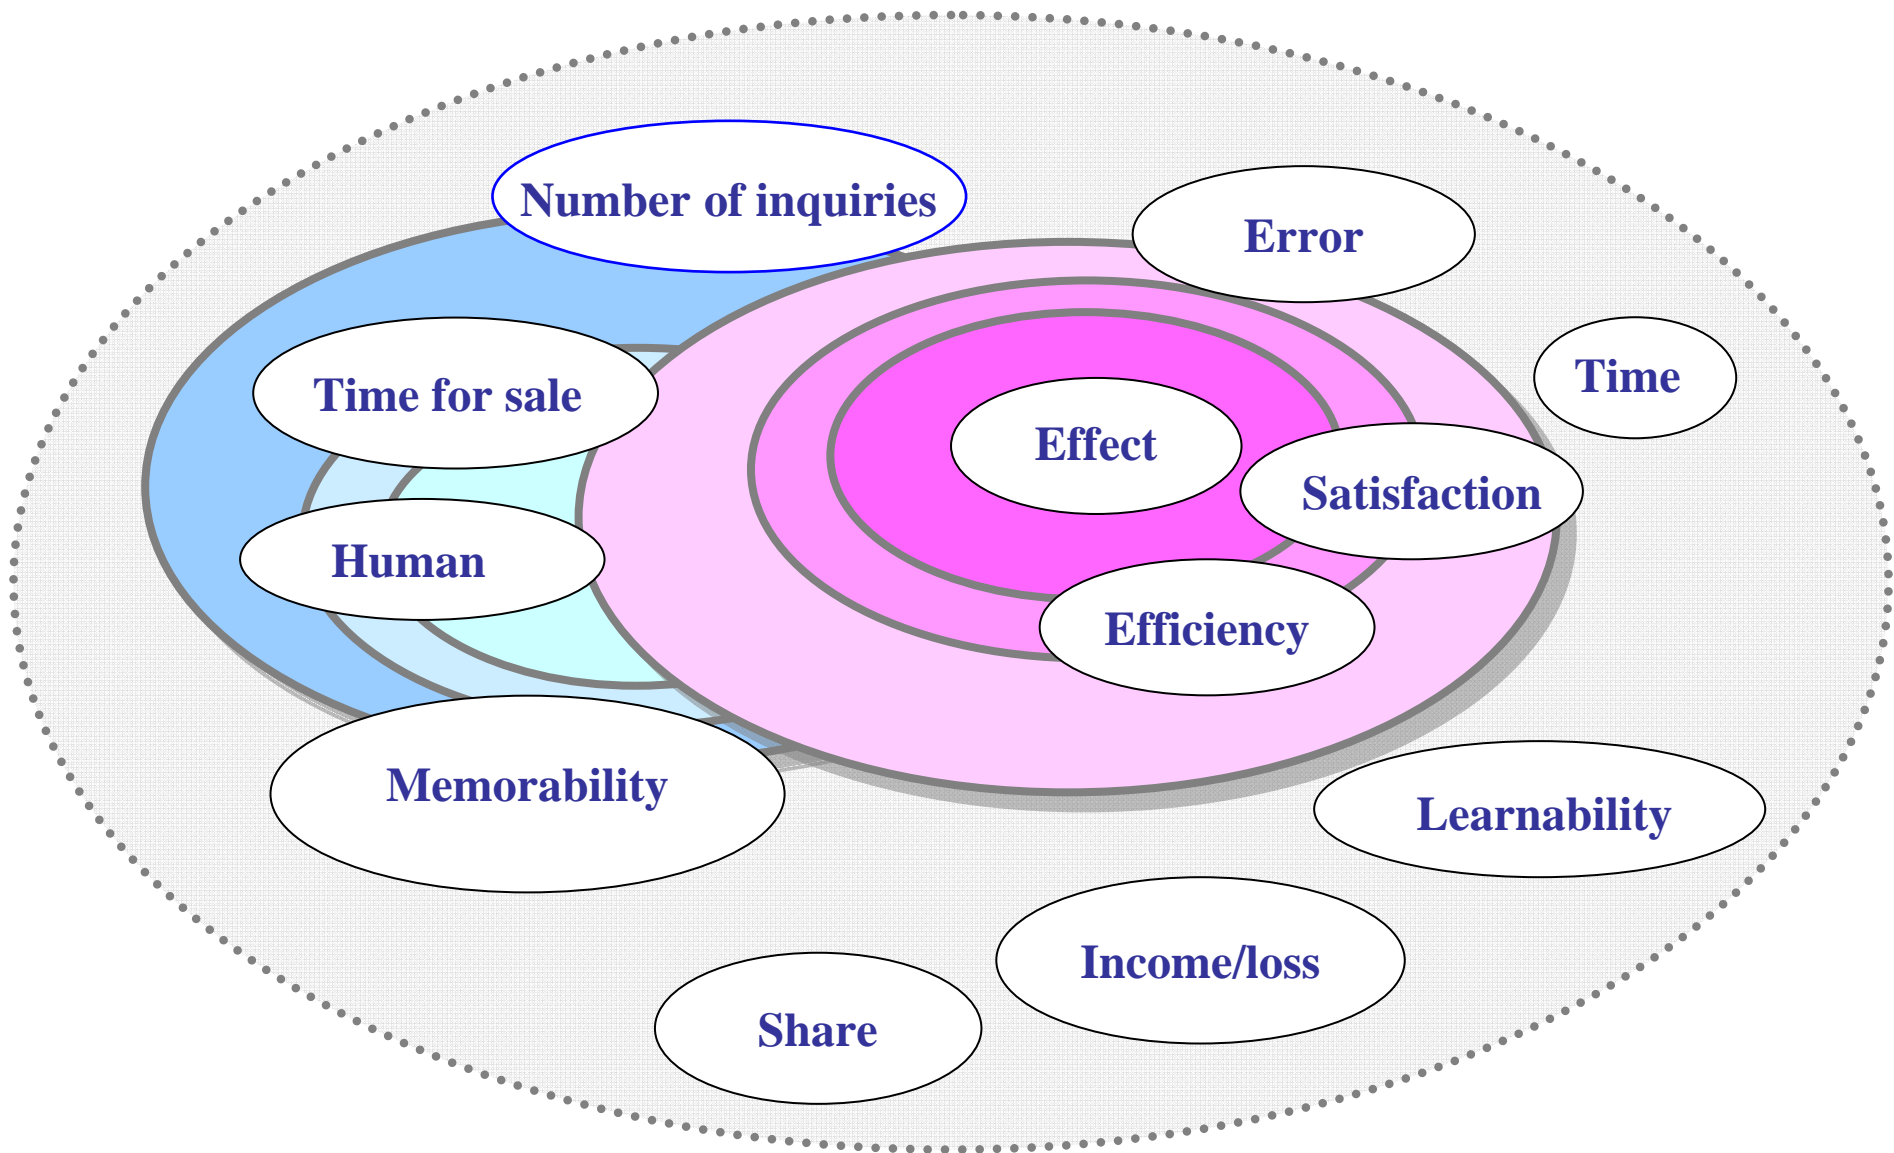 Number of inquiries
Error
Time
Time for sale
Effect
Satisfaction
Human
Efficiency
Memorability
Learnability
Income/loss
Share